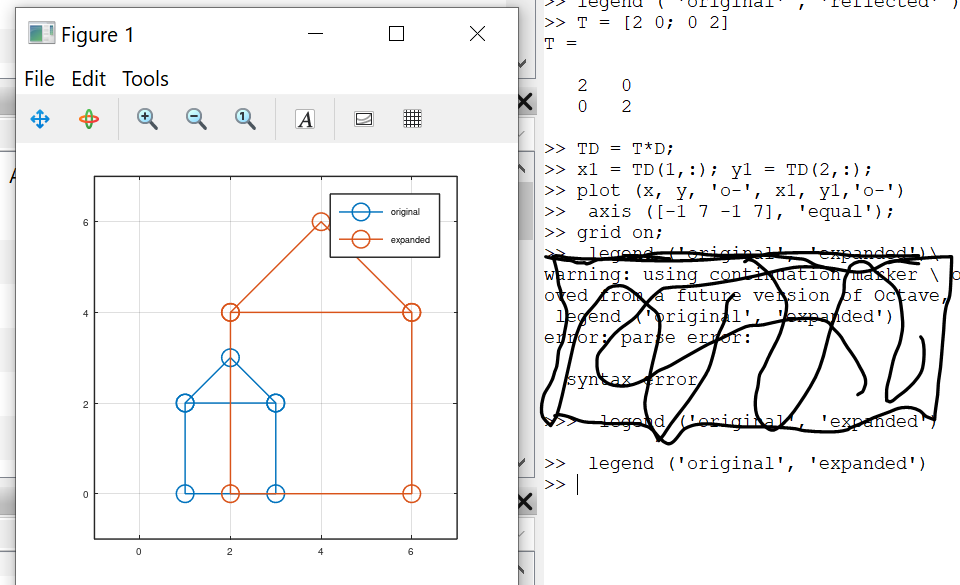 Figure 1
File Edit Tools
A
original
expanded
6
4
2
0
0 2 4 6
>> legend ( 'original' , 'reflected' )
>> T = [2 0; 0 2]
T =
2 0
0 2
>> TD = T*D;
>> x1 = TD(1,:); y1 = TD(2,:);
>> plot (x, y, 'o-', x1, y1,'o-')
>>  axis ([-1 7 -1 7], 'equal');
>> grid on;
>>  legend ('original', 'expanded')\
warning: using continuation marker \
oved from a future version of Octave,
legend ('original', 'expanded')
error: parse error:
syntax error
>>>  legend ('original', 'expanded')
>>  legend ('original', 'expanded')
>>